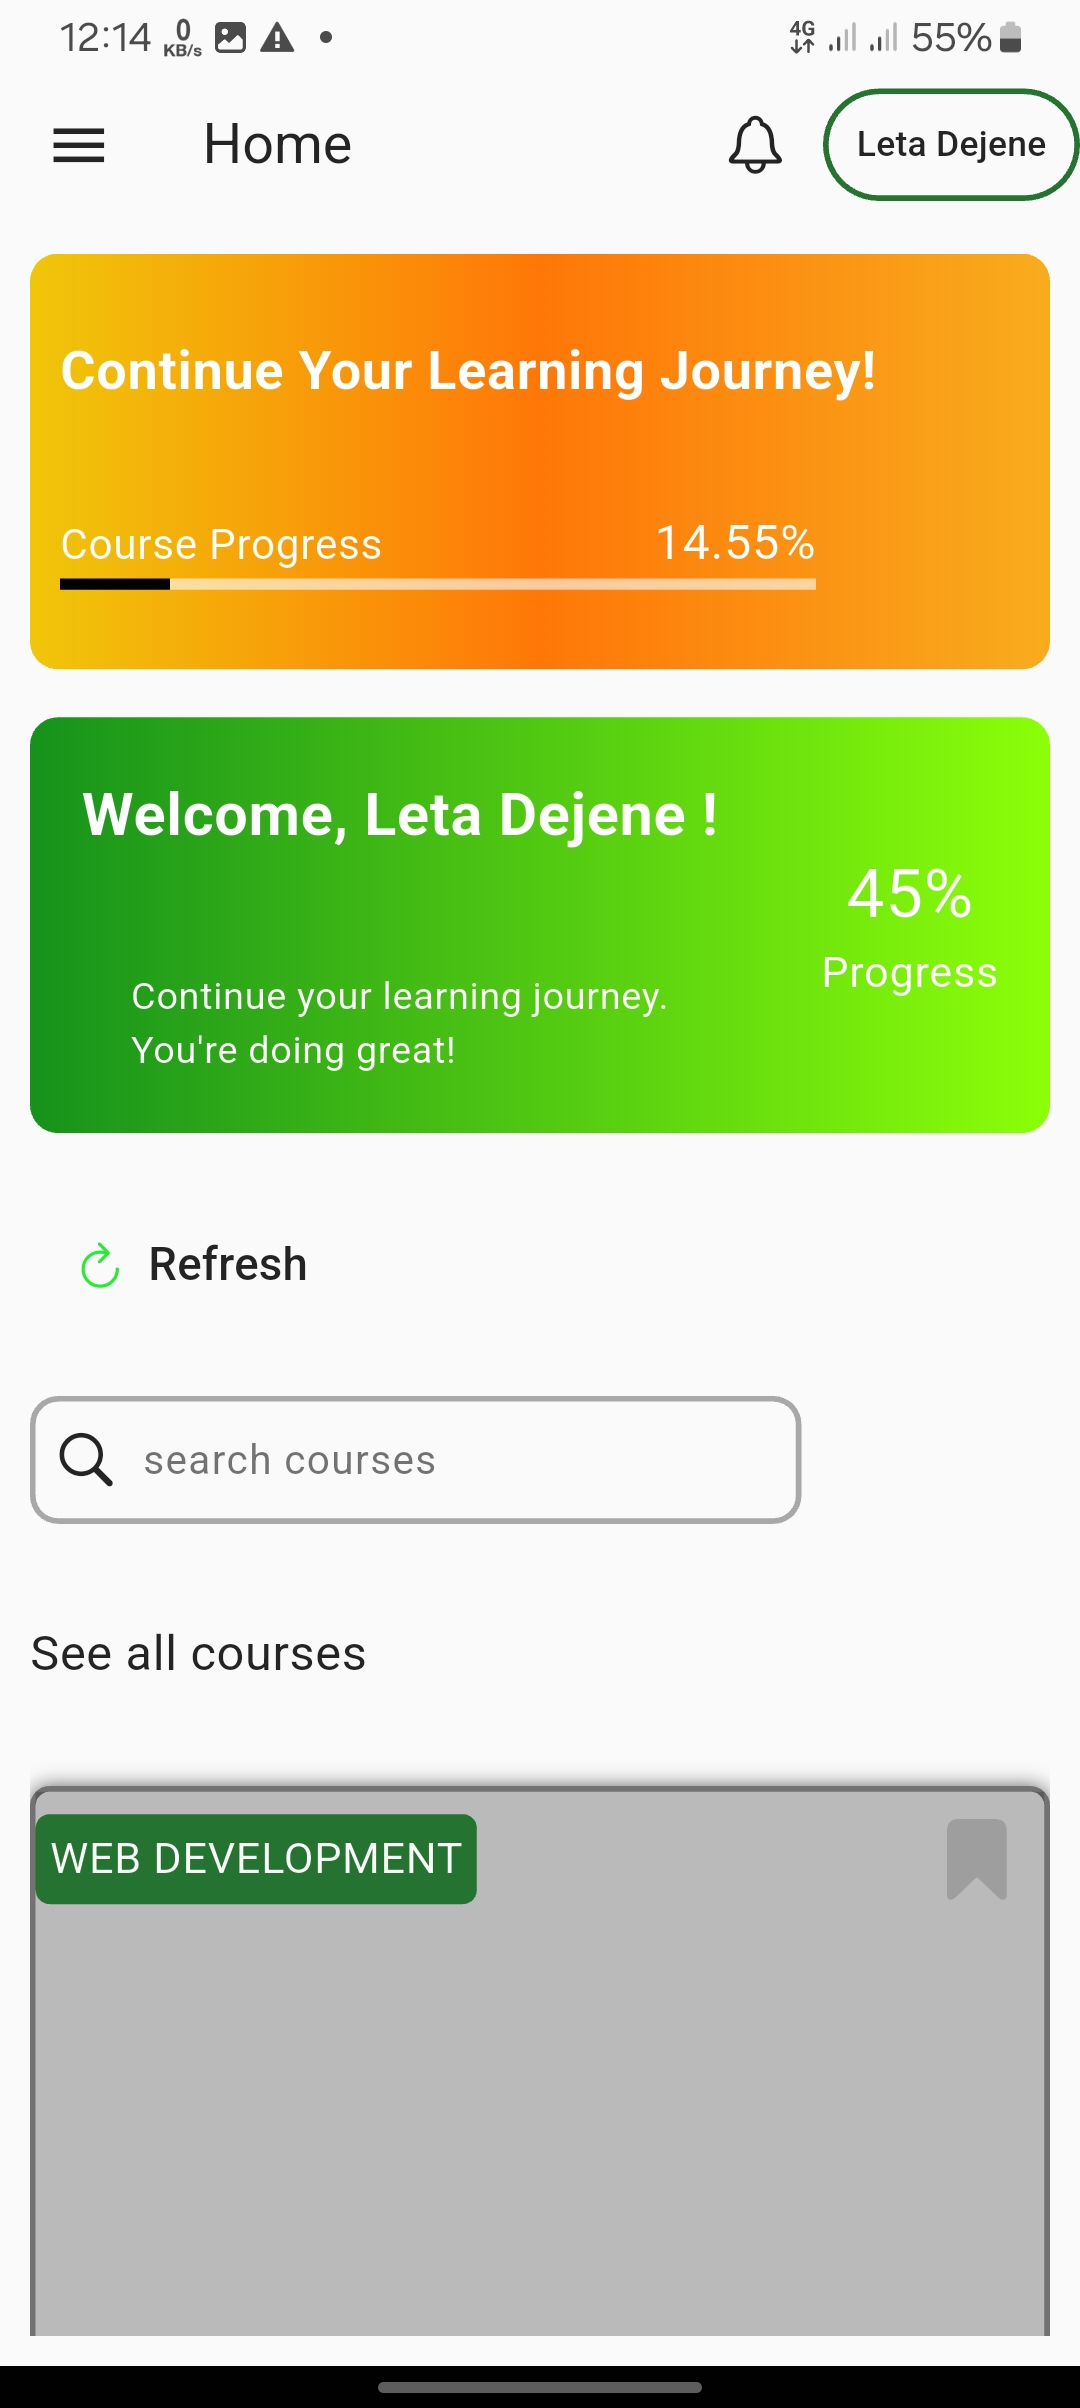 12:14 0 KB/s 4G 55%
Home Leta Dejene
Continue Your Learning Journey!
Course Progress 14.55%
Welcome, Leta Dejene !
45%
Progress
Continue your learning journey.
You're doing great!
Refresh
search courses
See all courses
WEB DEVELOPMENT